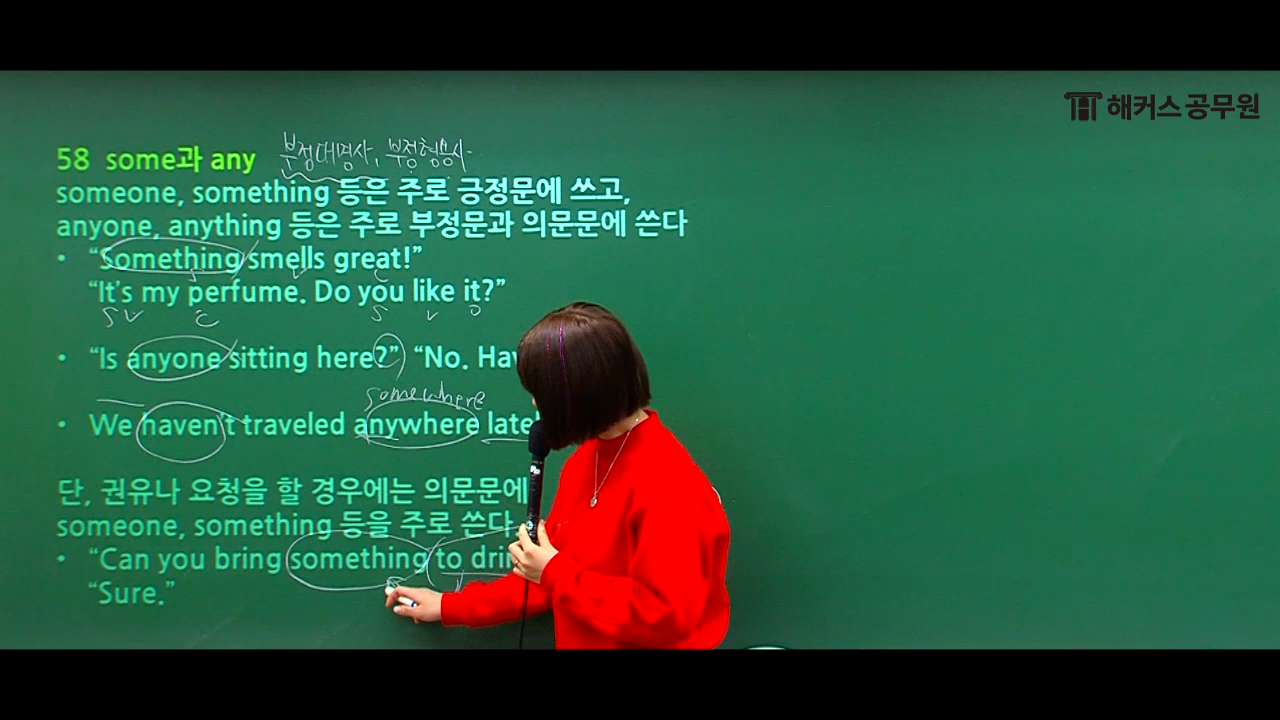 해커스 공무원
58 some과 any 부정대명사, 부정형용사
someone, something 등은 주로 긍정문에 쓰고,
anyone, anything 등은 주로 부정문과 의문문에 쓴다
• “Something smells great!”
S V C
“It's my perfume. Do you like it?”
S V C S V O
• “Is anyone sitting here?” “No. Hav
somewhere
• We haven't traveled anywhere latel
단, 권유나 요청을 할 경우에는 의문문에
someone, something 등을 주로 쓴다
• “Can you bring something to drin
“Sure.”